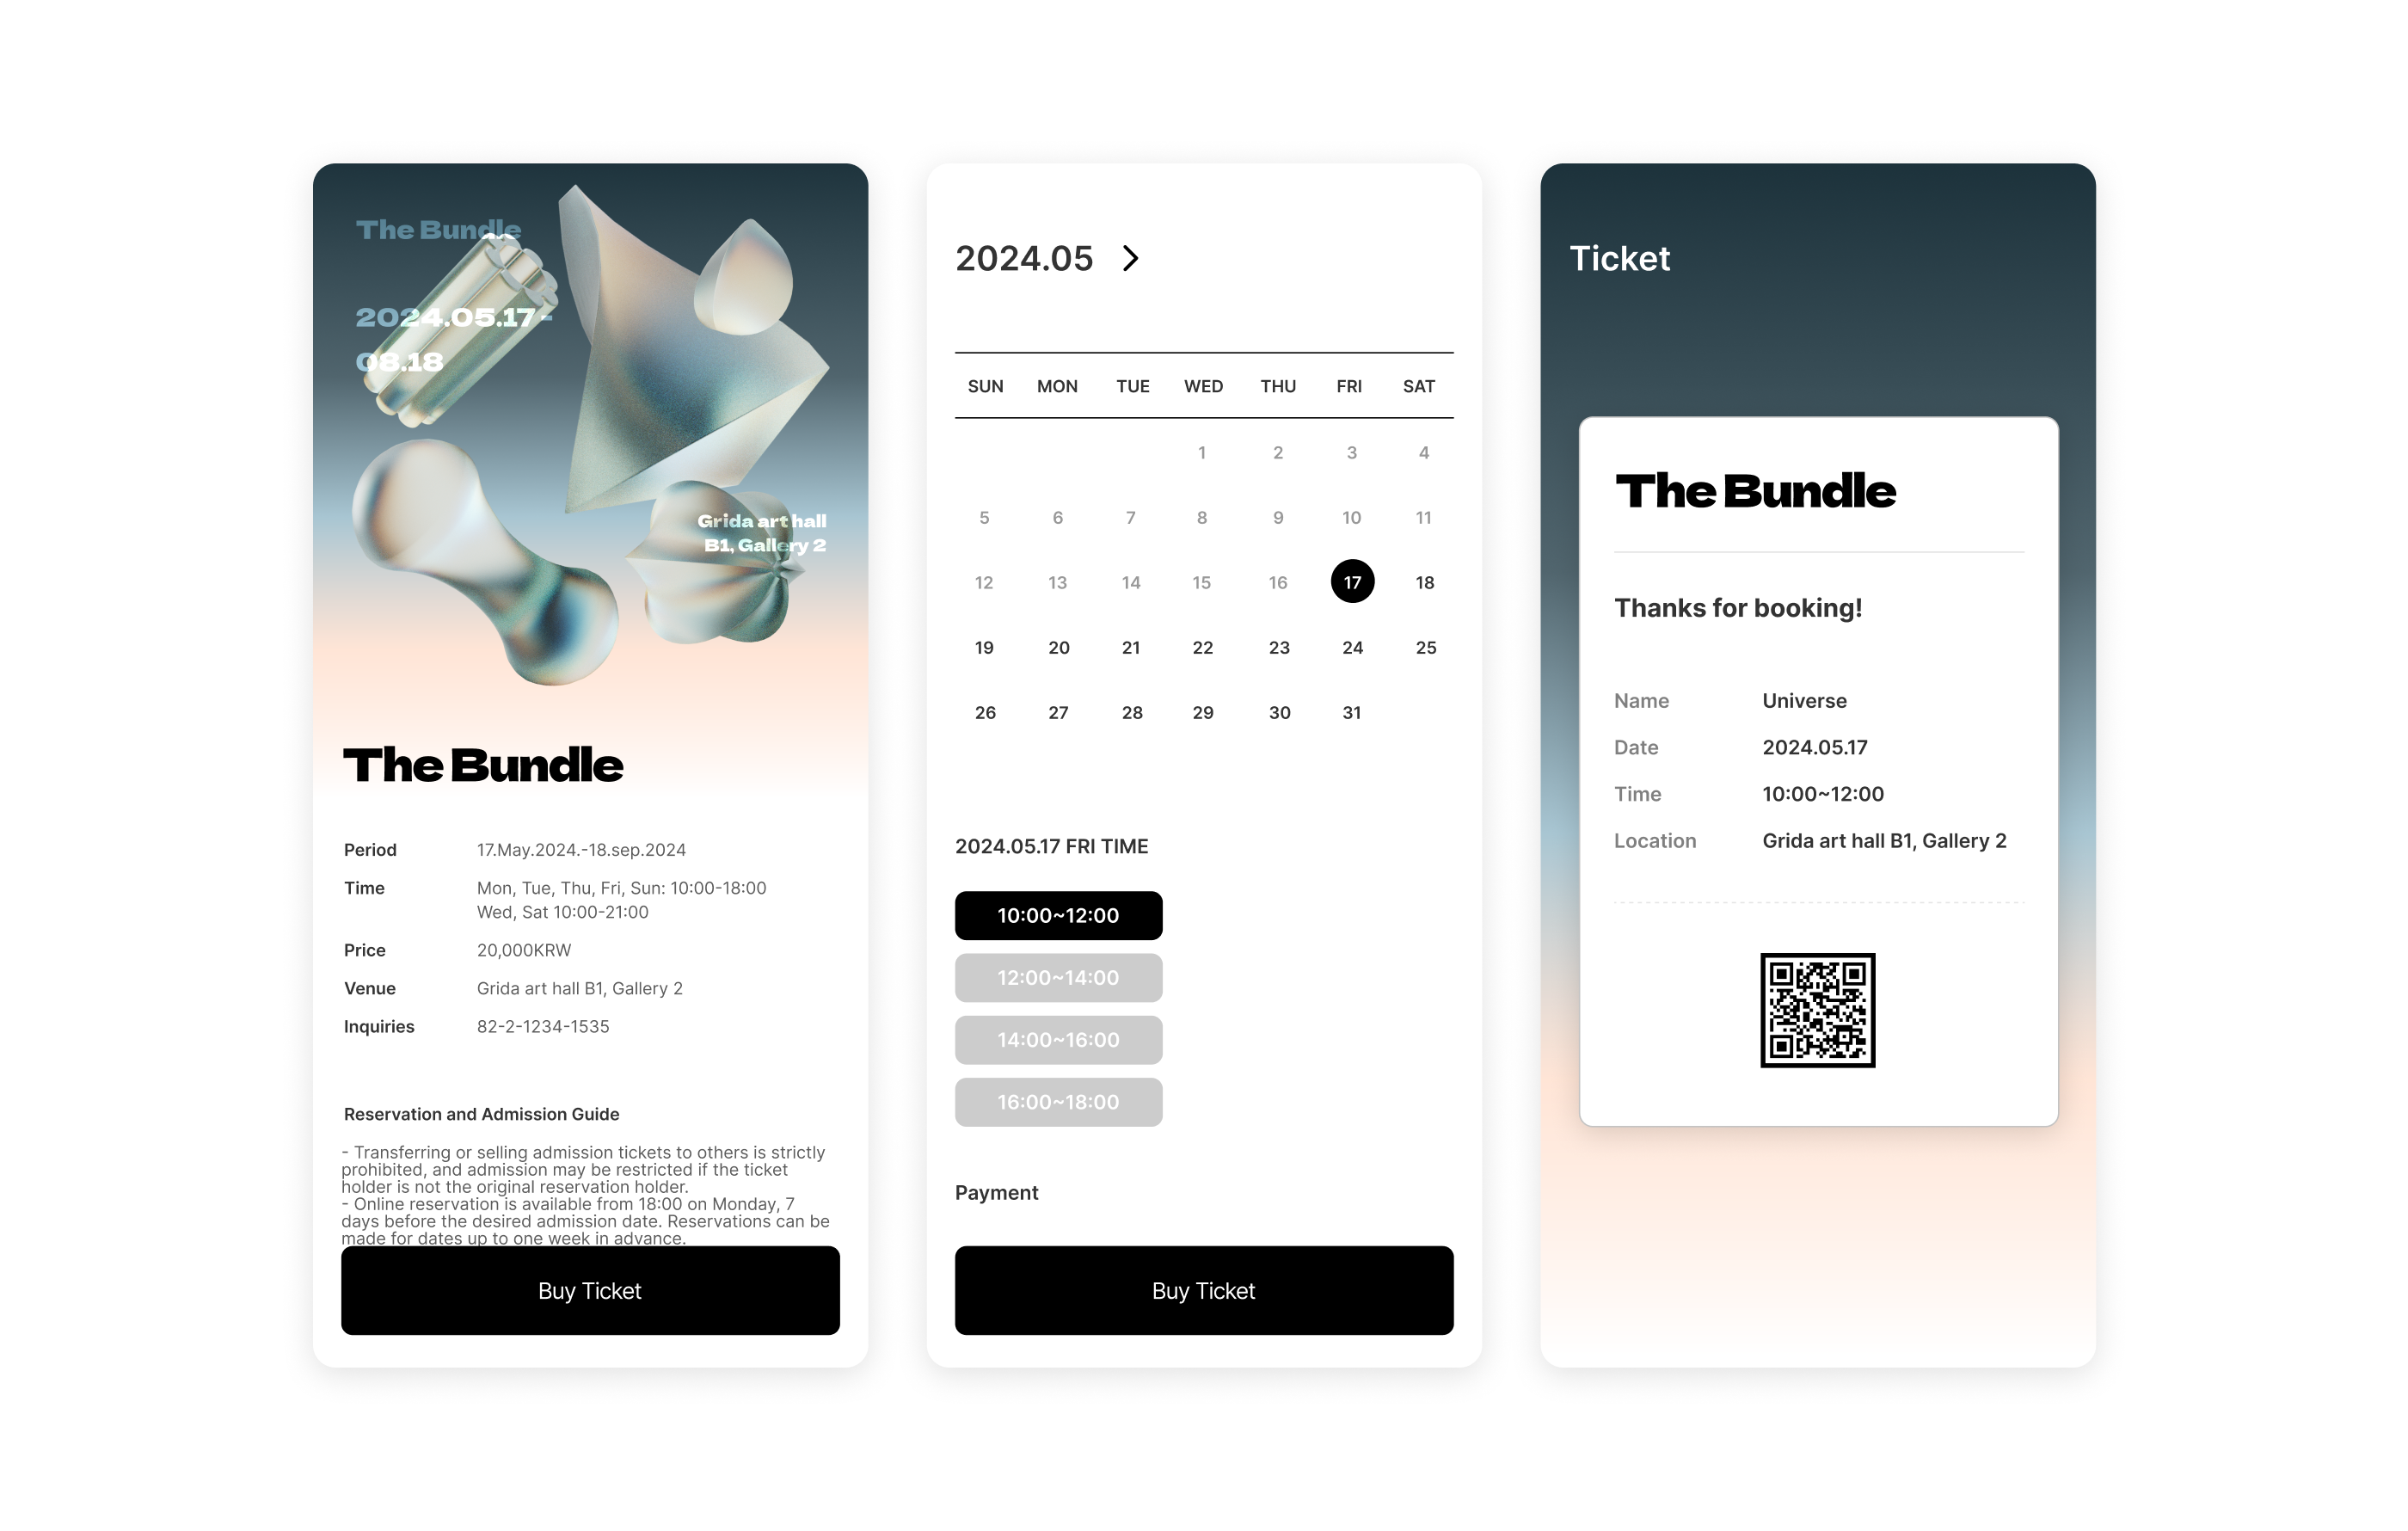 The Bundle
2024.05.17 -
08.18
Grida art hall
B1, Gallery 2
The Bundle
Period 17.May.2024.-18.sep.2024
Time Mon, Tue, Thu, Fri, Sun: 10:00-18:00
Wed, Sat 10:00-21:00
Price 20,000KRW
Venue Grida art hall B1, Gallery 2
Inquiries 82-2-1234-1535
Reservation and Admission Guide
- Transferring or selling admission tickets to others is strictly
prohibited, and admission may be restricted if the ticket
holder is not the original reservation holder.
- Online reservation is available from 18:00 on Monday, 7
days before the desired admission date. Reservations can be
made for dates up to one week in advance.
Buy Ticket
2024.05
SUN MON TUE WED THU FRI SAT
1 2 3 4
5 6 7 8 9 10 11
12 13 14 15 16 17 18
19 20 21 22 23 24 25
26 27 28 29 30 31
2024.05.17 FRI TIME
10:00~12:00
12:00~14:00
14:00~16:00
16:00~18:00
Payment
Buy Ticket
Ticket
The Bundle
Thanks for booking!
Name Universe
Date 2024.05.17
Time 10:00~12:00
Location Grida art hall B1, Gallery 2